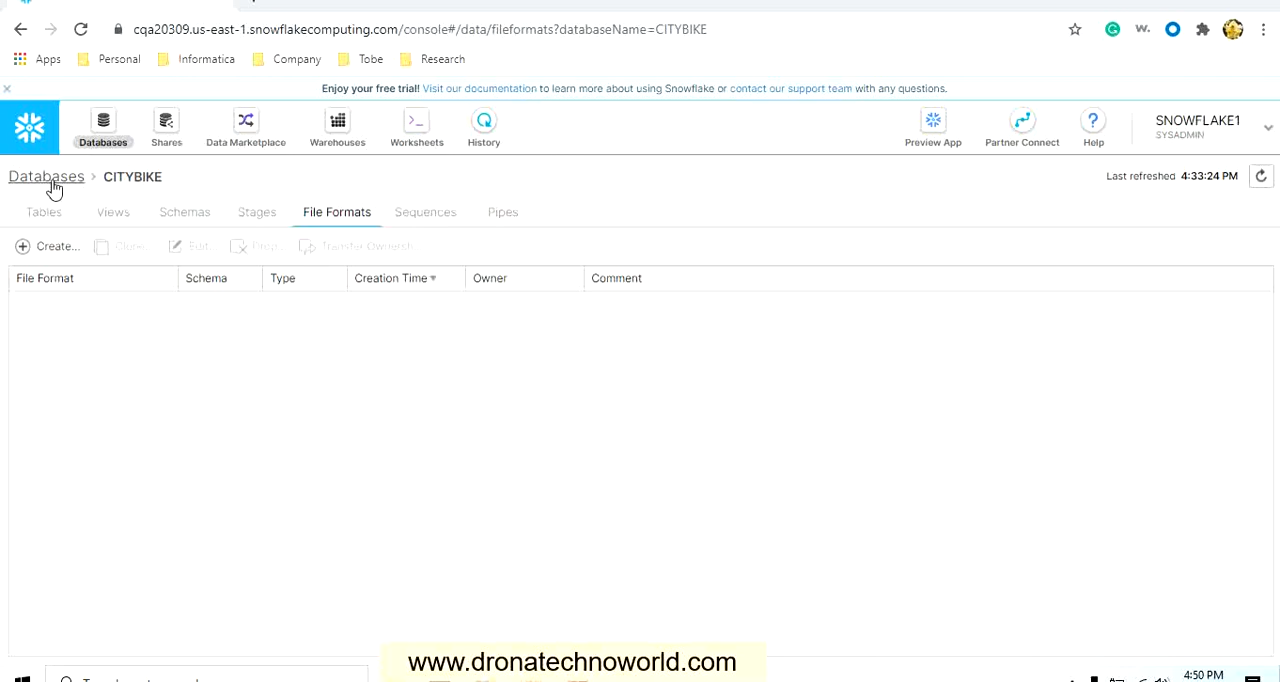 cqa20309.us-east-1.snowflakecomputing.com/console#/data/fileformats?databaseName=CITYBIKE
Apps Personal Informatica Company Tobe Research
Enjoy your free trial! Visit our documentation to learn more about using Snowflake or contact our support team with any questions.
Databases Shares Data Marketplace Warehouses Worksheets History Preview App Partner Connect Help SNOWFLAKE1
SYSADMIN
Databases > CITYBIKE Last refreshed 4:33:24 PM
Tables Views Schemas Stages File Formats Sequences Pipes
Create... Clone... Edit... Drop... Transfer Ownership
File Format Schema Type Creation Time Owner Comment
www.dronatechnoworld.com
4:50 PM